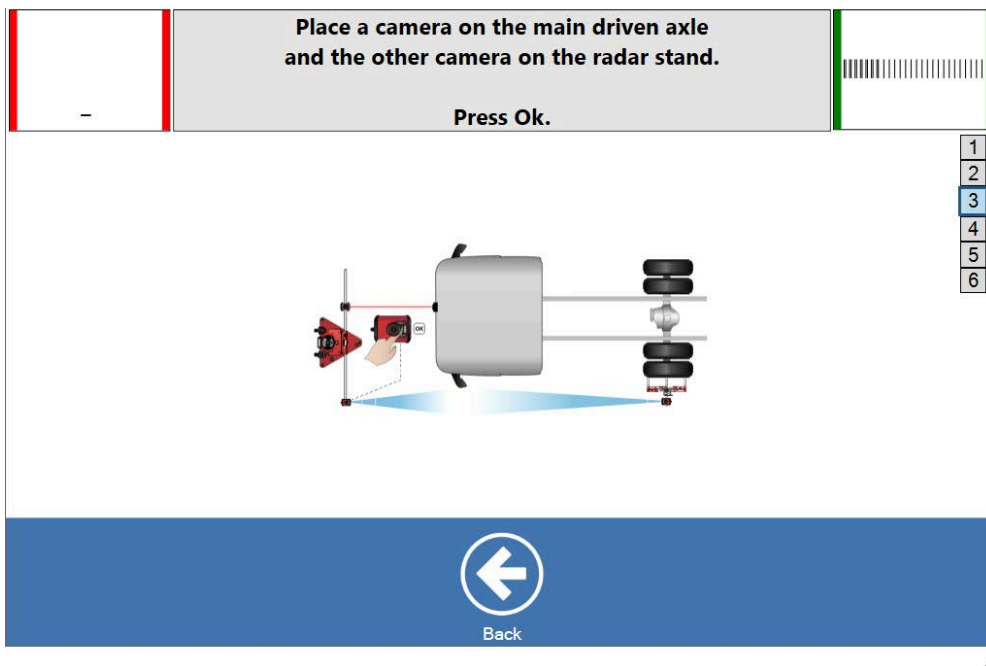 Place a camera on the main driven axle
and the other camera on the radar stand.
Press Ok.
–
1
2
3
4
5
6
OK
Back